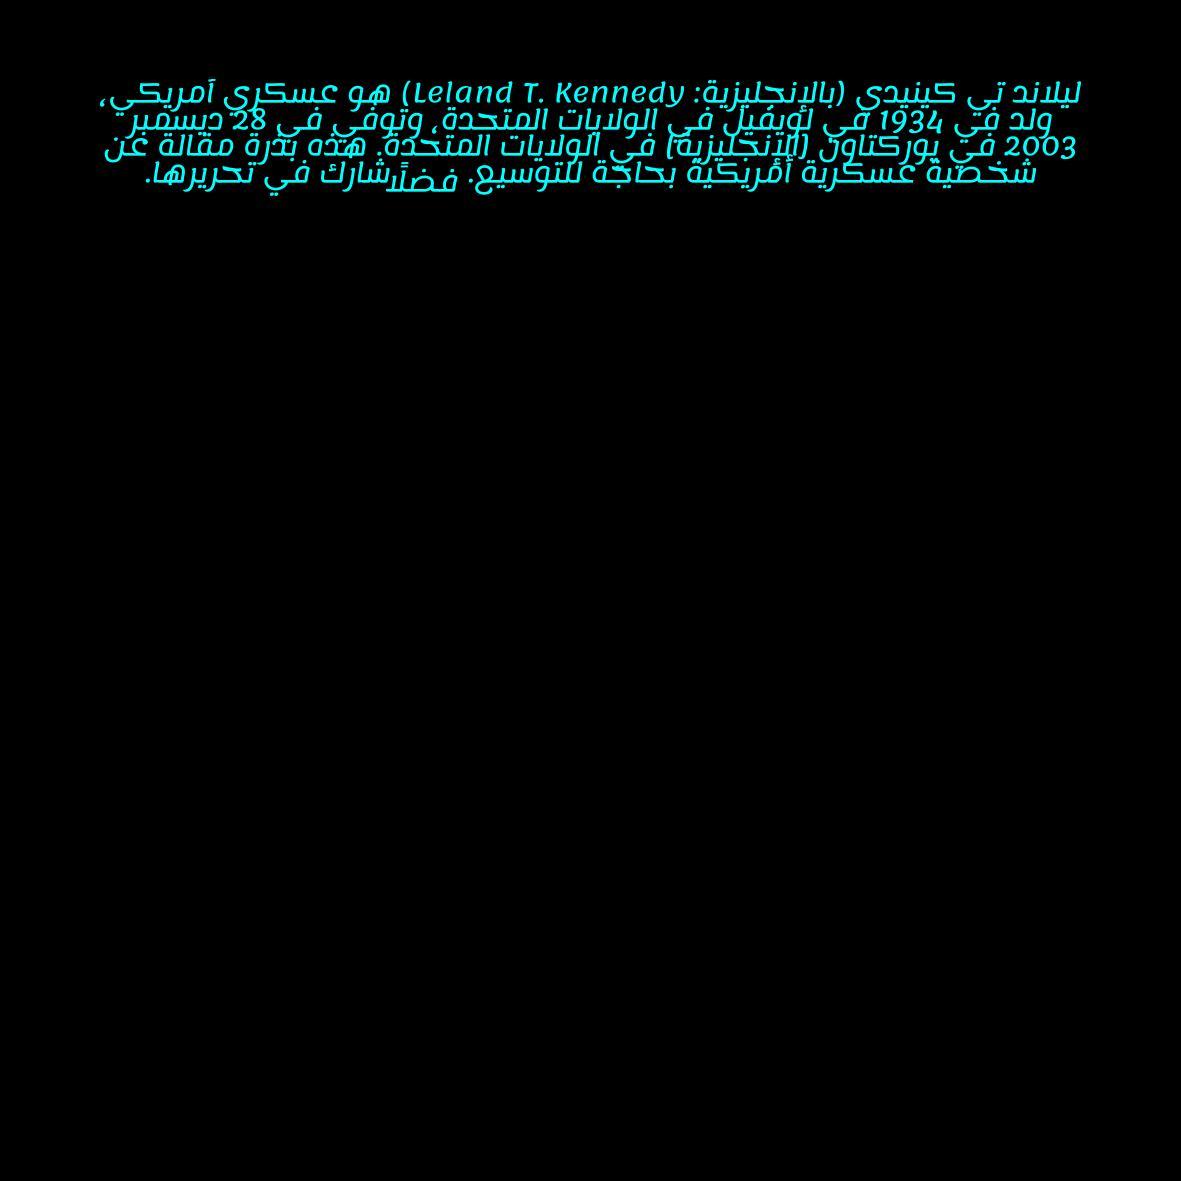 ليلاند تي كينيدي (بالإنجليزية: Leland T. Kennedy) هو عسكري أمريكي،
ولد في 1934 في لويفيل في الولايات المتحدة، وتوفي في 28 ديسمبر
2003 في يوركتاون (الإنجليزية) في الولايات المتحدة. هذه بذرة مقالة عن
شخصية عسكرية أمريكية بحاجة للتوسيع. فضلًا شارك في تحريرها.